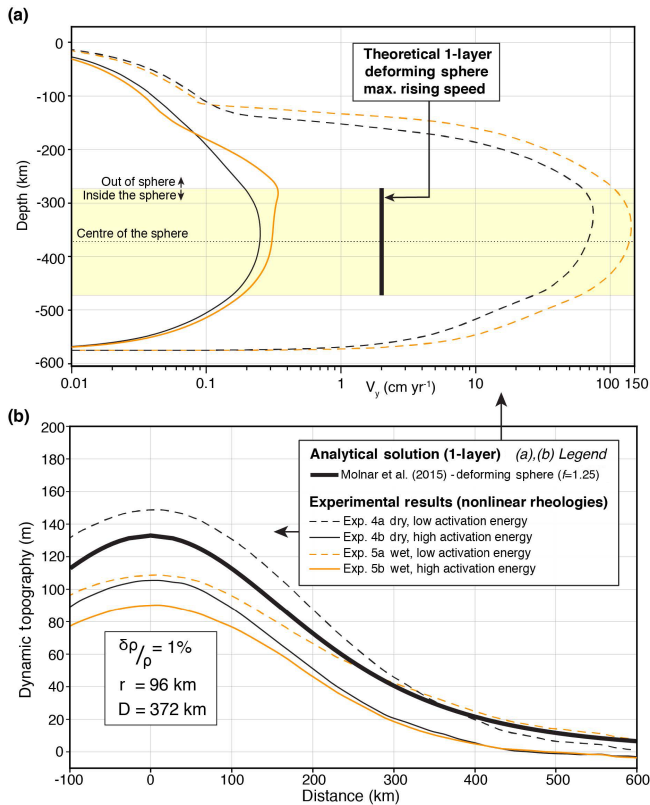 (a)
0
-100
-200
-300
-400
-500
-600
Depth (km)
Theoretical 1-layer
deforming sphere
max. rising speed
Out of sphere
Inside the sphere
Centre of the sphere
0.01
0.1
1
10
100
150
Vy (cm yr-1)
(b)
200
180
160
140
120
100
80
60
40
20
0
Dynamic topography (m)
Analytical solution (1-layer) (a),(b) Legend
Molnar et al. (2015) - deforming sphere (f=1.25)
Experimental results (nonlinear rheologies)
Exp. 4a dry, low activation energy
Exp. 4b dry, high activation energy
Exp. 5a wet, low activation energy
Exp. 5b wet, high activation energy
δρ/ρ = 1%
r = 96 km
D = 372 km
-100
0
100
200
300
400
500
600
Distance (km)